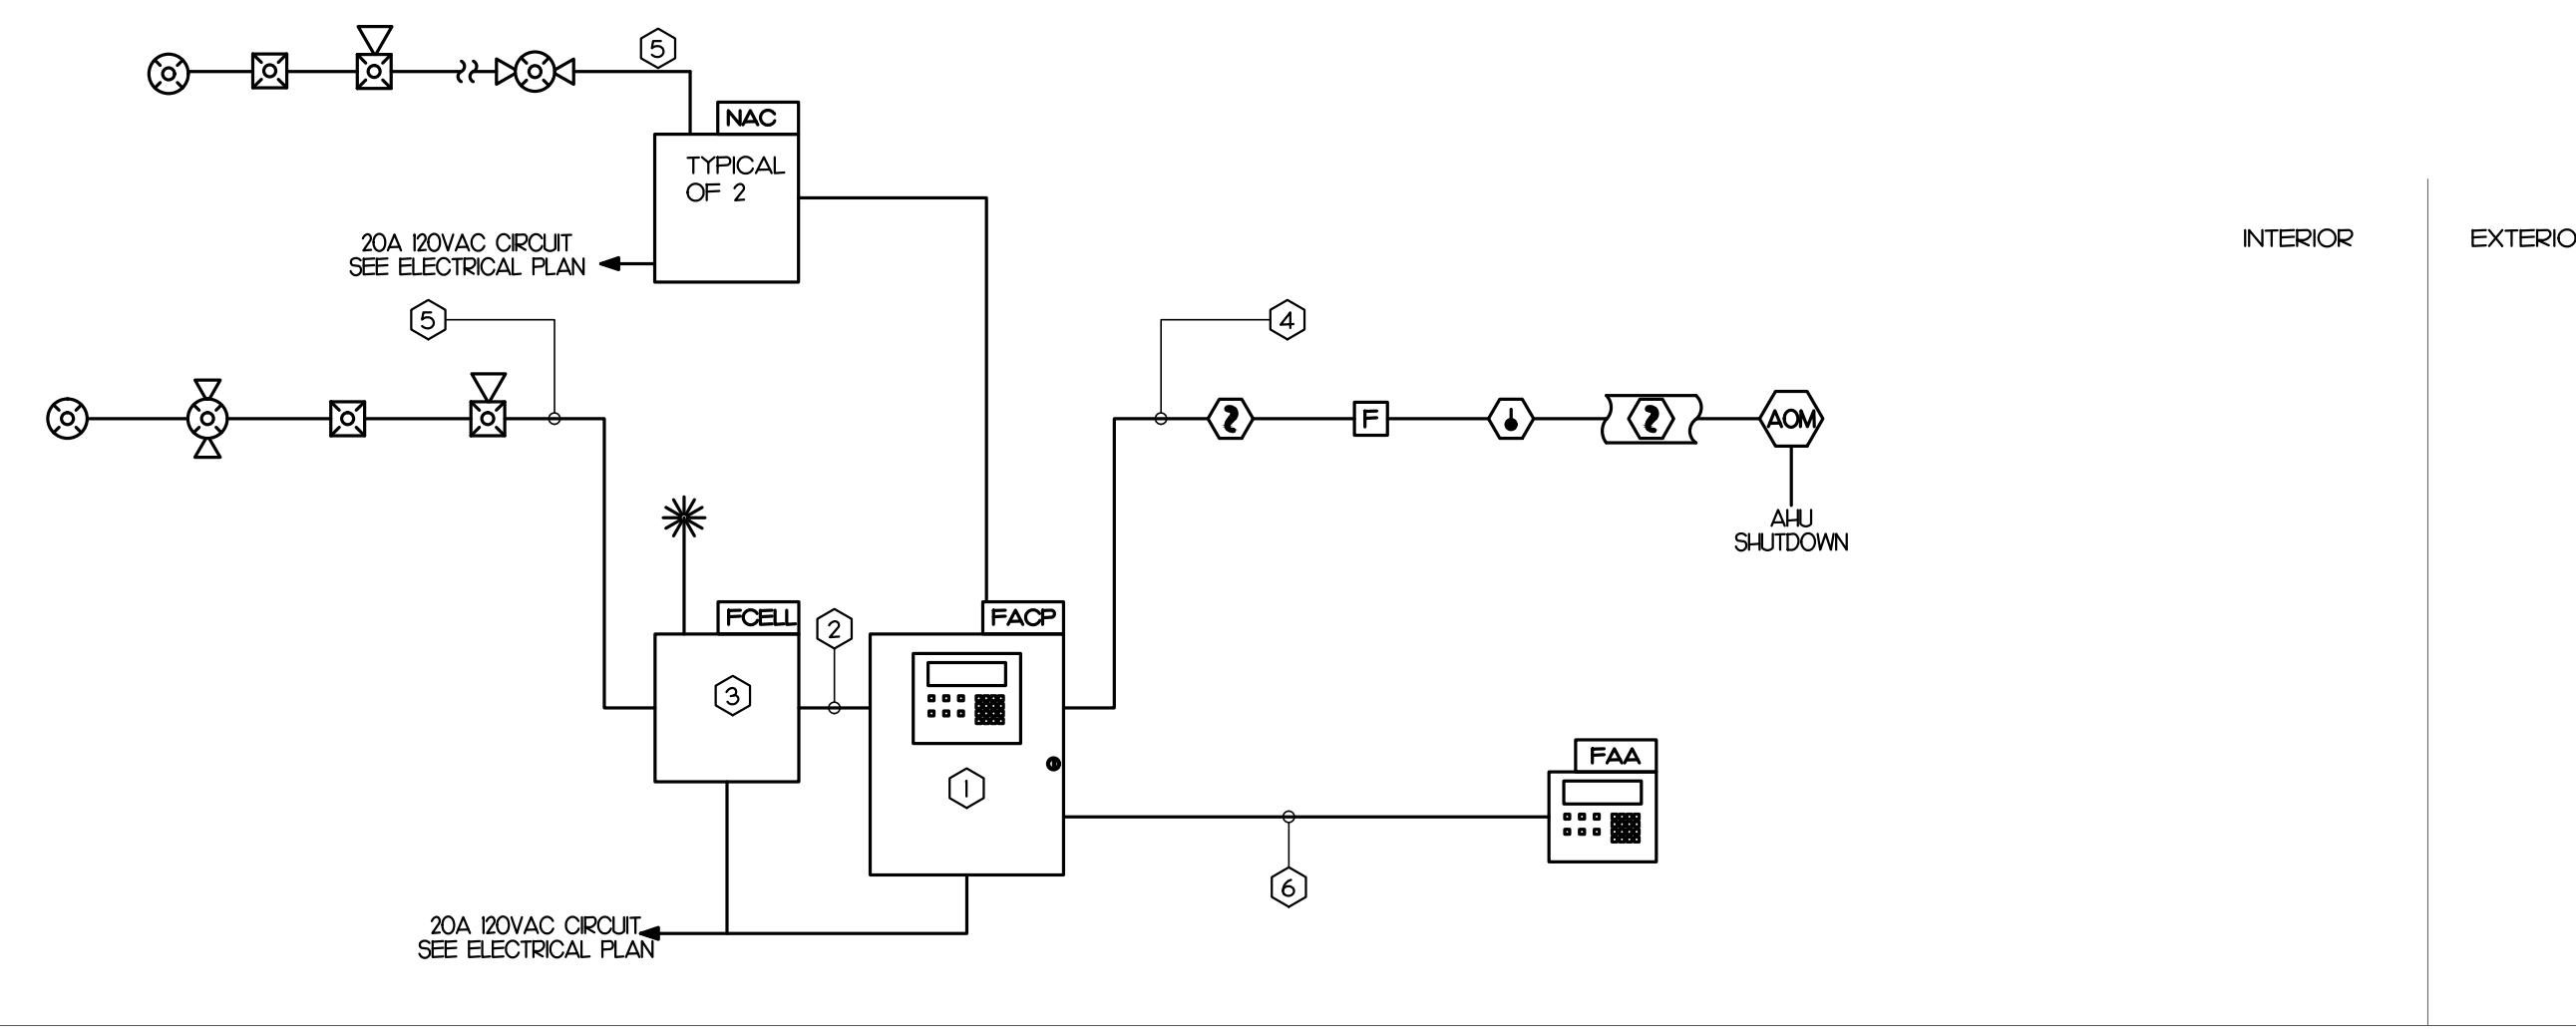 5
NAC
TYPICAL
OF 2
20A 120VAC CIRCUIT
SEE ELECTRICAL PLAN
INTERIOR
EXTERIO
5
4
F
AOM
AHU
SHUTDOWN
FCELL
2
FACP
3
1
FAA
6
20A 120VAC CIRCUIT
SEE ELECTRICAL PLAN